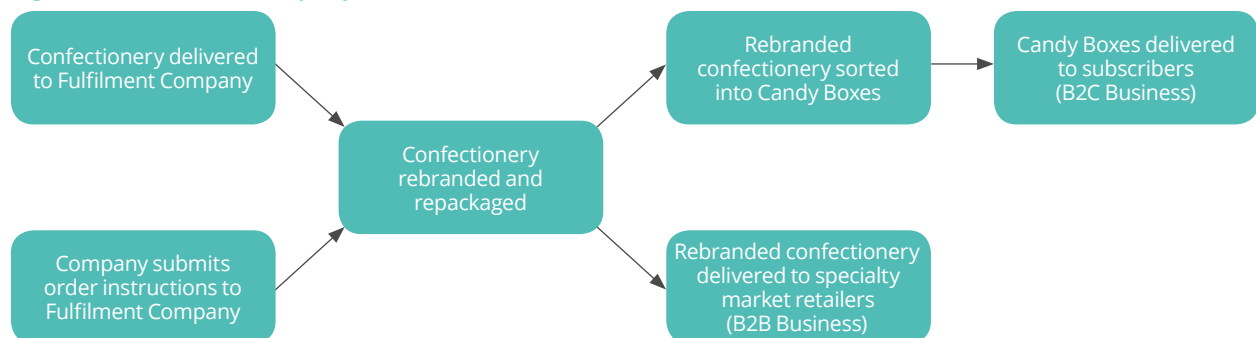 Confectionery delivered
to Fulfilment Company
Company submits
order instructions to
Fulfilment Company
Confectionery
rebranded and
repackaged
Rebranded
confectionery sorted
into Candy Boxes
Candy Boxes delivered
to subscribers
(B2C Business)
Rebranded confectionery
delivered to specialty
market retailers
(B2B Business)